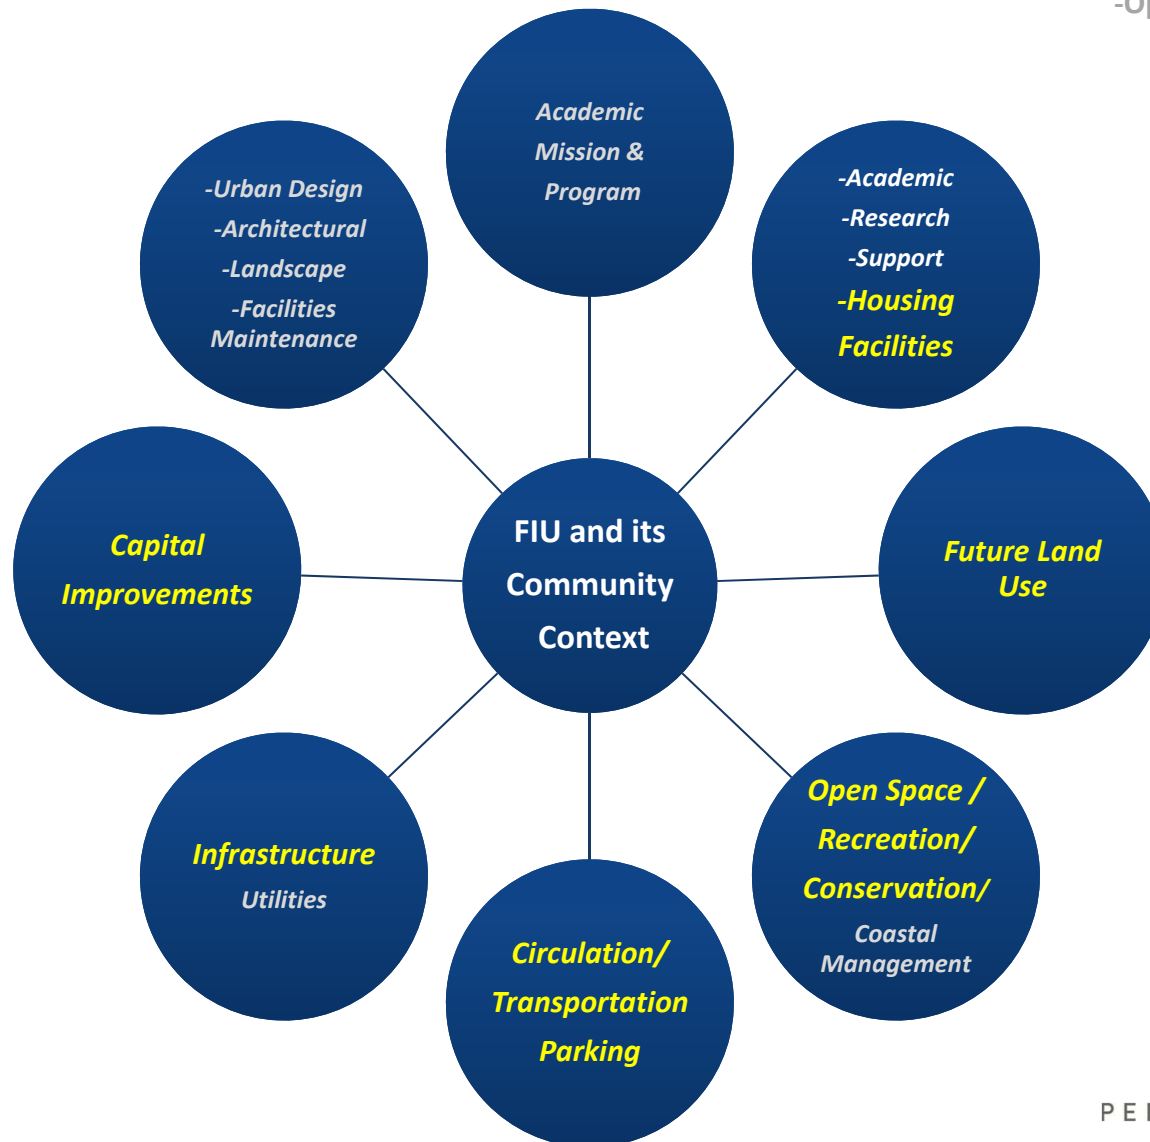 Academic
Mission &
Program
-Academic
-Research
-Support
-Housing
Facilities
Future Land
Use
Open Space /
Recreation/
Conservation/
Coastal
Management
Circulation/
Transportation
Parking
Infrastructure
Utilities
Capital
Improvements
-Urban Design
-Architectural
-Landscape
-Facilities
Maintenance
FIU and its
Community
Context